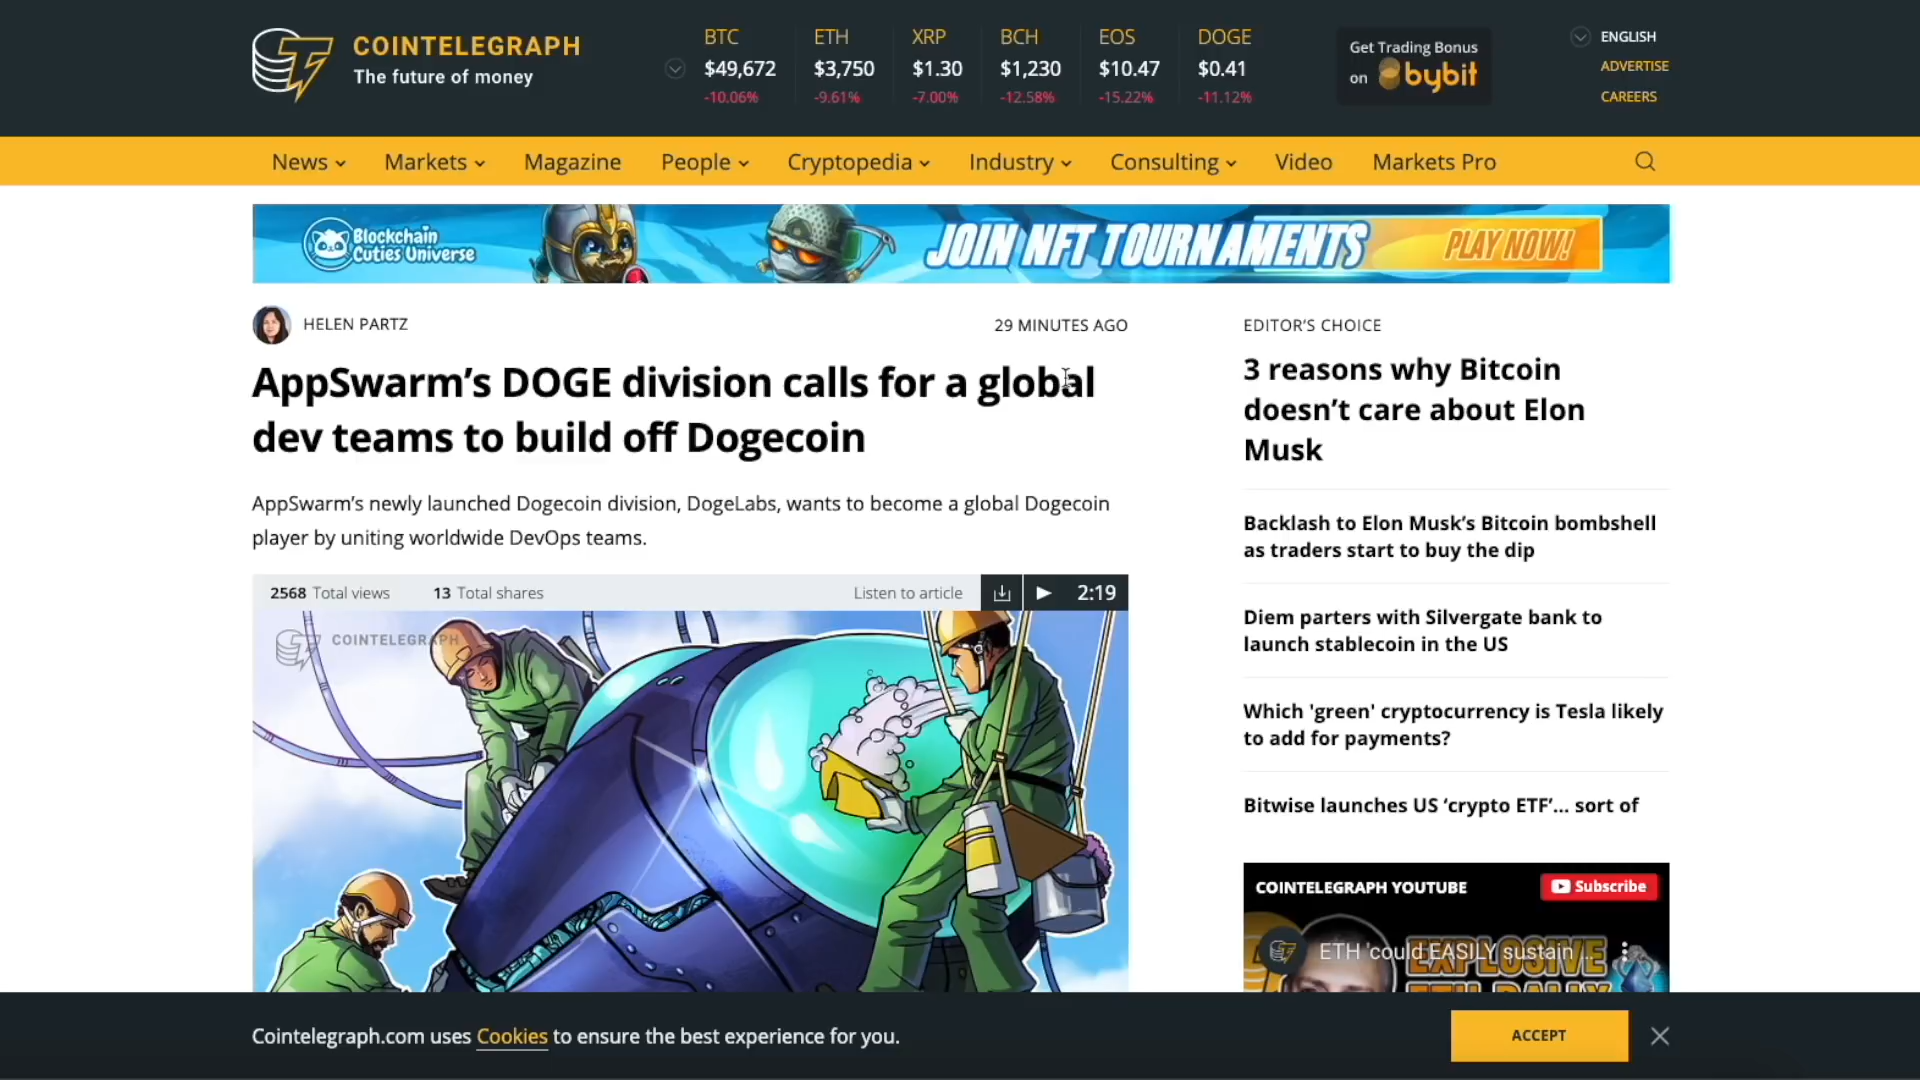 COINTELEGRAPH
The future of money
BTC
$49,672
-10.06%
ETH
$3,750
-9.61%
XRP
$1.30
-7.00%
BCH
$1,230
-12.58%
EOS
$10.47
-15.22%
DOGE
$0.41
-11.12%
Get Trading Bonus
on bybit
ENGLISH
ADVERTISE
CAREERS
News Markets Magazine People Cryptopedia Industry Consulting Video Markets Pro
Blockchain
Cuties Universe
JOIN NFT TOURNAMENTS
PLAY NOW!
HELEN PARTZ
29 MINUTES AGO
AppSwarm’s DOGE division calls for a global
dev teams to build off Dogecoin
AppSwarm’s newly launched Dogecoin division, DogeLabs, wants to become a global Dogecoin
player by uniting worldwide DevOps teams.
2568 Total views 13 Total shares Listen to article 2:19
COINTELEGRAPH
EDITOR’S CHOICE
3 reasons why Bitcoin
doesn’t care about Elon
Musk
Backlash to Elon Musk’s Bitcoin bombshell
as traders start to buy the dip
Diem parters with Silvergate bank to
launch stablecoin in the US
Which 'green' cryptocurrency is Tesla likely
to add for payments?
Bitwise launches US ‘crypto ETF’... sort of
COINTELEGRAPH YOUTUBE
Subscribe
ETH 'could EASILY sustain ...
EXPLOSIVE
ETH RALLY
Cointelegraph.com uses Cookies to ensure the best experience for you.
ACCEPT